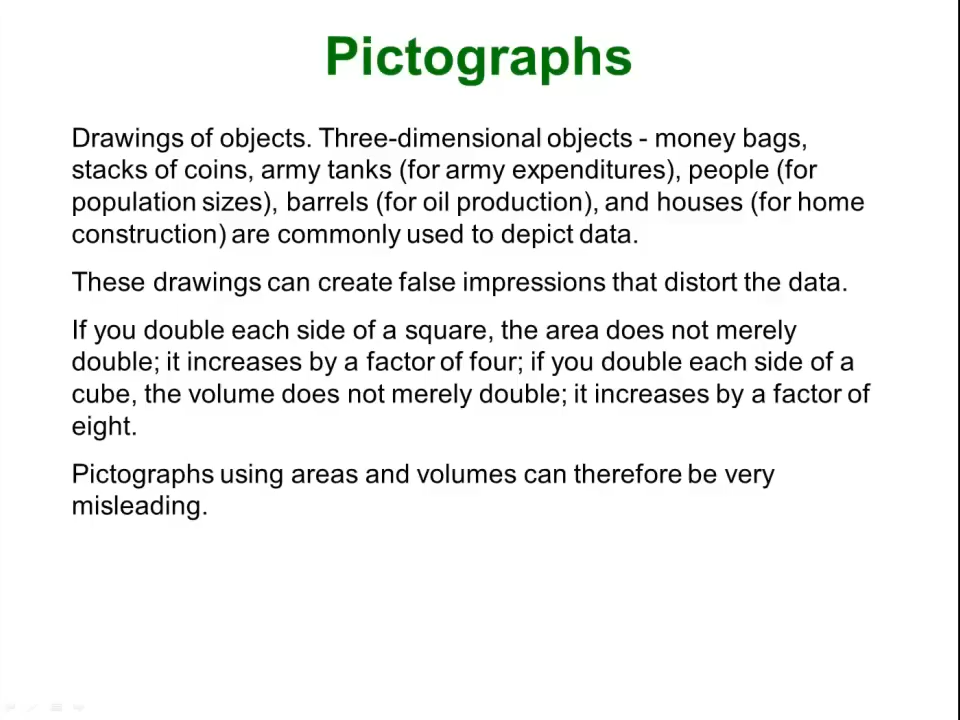 Pictographs
Drawings of objects. Three-dimensional objects - money bags,
stacks of coins, army tanks (for army expenditures), people (for
population sizes), barrels (for oil production), and houses (for home
construction) are commonly used to depict data.
These drawings can create false impressions that distort the data.
If you double each side of a square, the area does not merely
double; it increases by a factor of four; if you double each side of a
cube, the volume does not merely double; it increases by a factor of
eight.
Pictographs using areas and volumes can therefore be very
misleading.